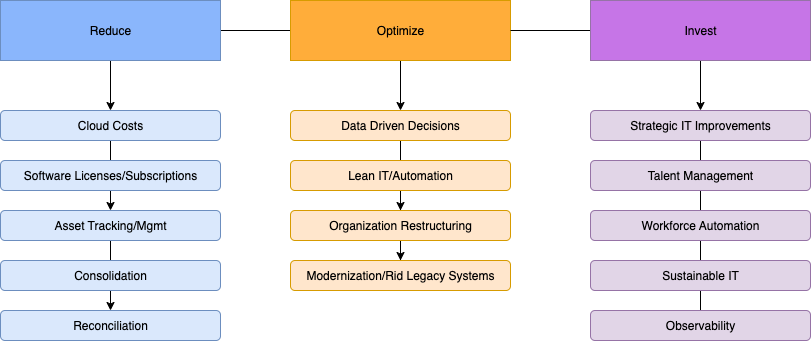 Reduce
Optimize
Invest
Cloud Costs
Data Driven Decisions
Strategic IT Improvements
Software Licenses/Subscriptions
Lean IT/Automation
Talent Management
Asset Tracking/Mgmt
Organization Restructuring
Workforce Automation
Consolidation
Modernization/Rid Legacy Systems
Sustainable IT
Reconciliation
Observability